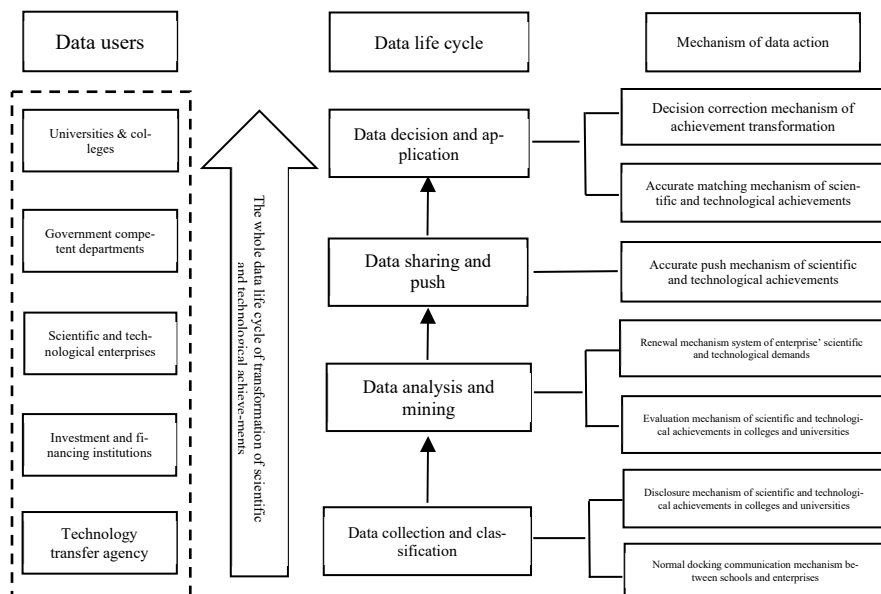 Data users
Data life cycle
Mechanism of data action
Universities & col-
leges
Government compe-
tent departments
Scientific and tech-
nological enterprises
Investment and fi-
nancing institutions
Technology
transfer agency
The whole data life cycle of transformation of scientific
and technological achieve-ments
Data decision and ap-
plication
Data sharing and
push
Data analysis and
mining
Data collection and clas-
sification
Decision correction mechanism of
achievement transformation
Accurate matching mechanism of scien-
tific and technological achievements
Accurate push mechanism of scientific
and technological achievements
Renewal mechanism system of enterprise’ scientific
and technological demands
Evaluation mechanism of scientific and technolog-
ical achievements in colleges and universities
Disclosure mechanism of scientific and technologi-
cal achievements in colleges and universities
Normal docking communication mechanism be-
tween schools and enterprises